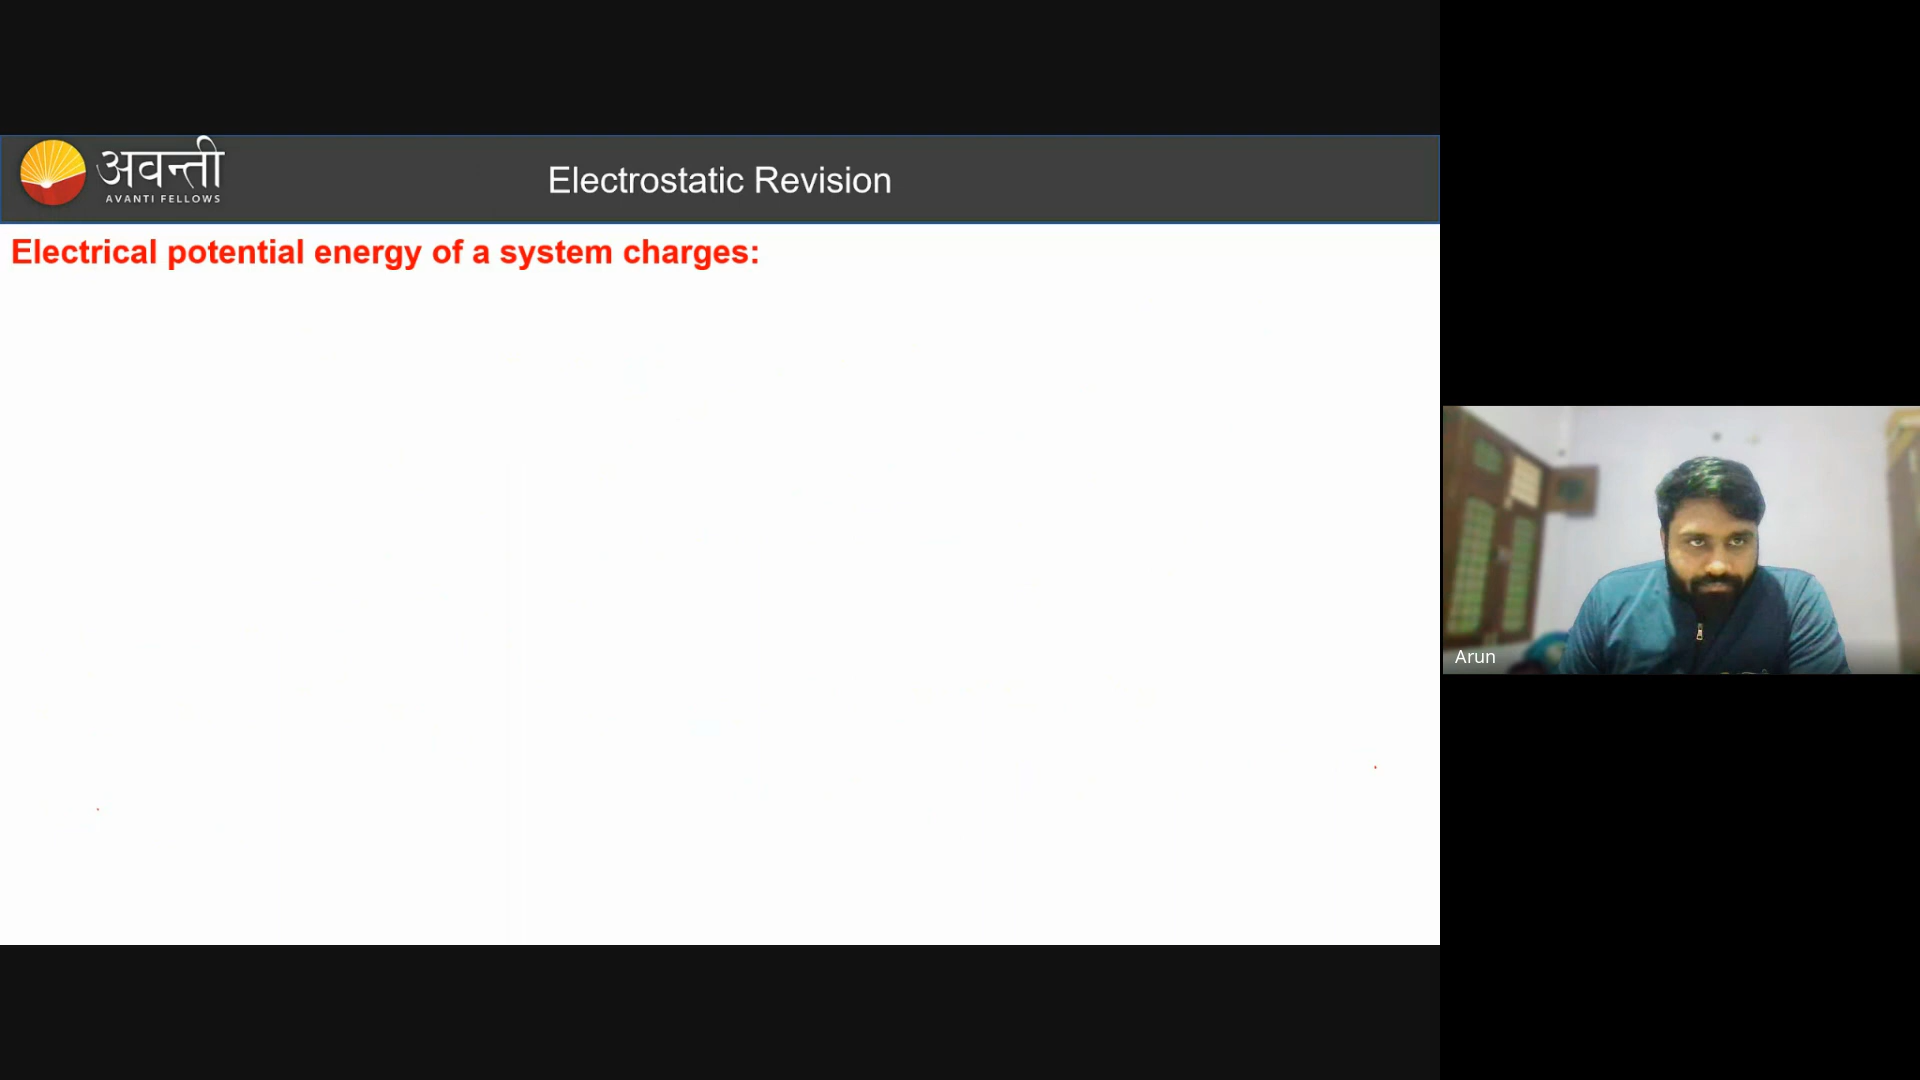 अवन्ती
AVANTI FELLOWS
Electrostatic Revision
Electrical potential energy of a system charges:
Arun